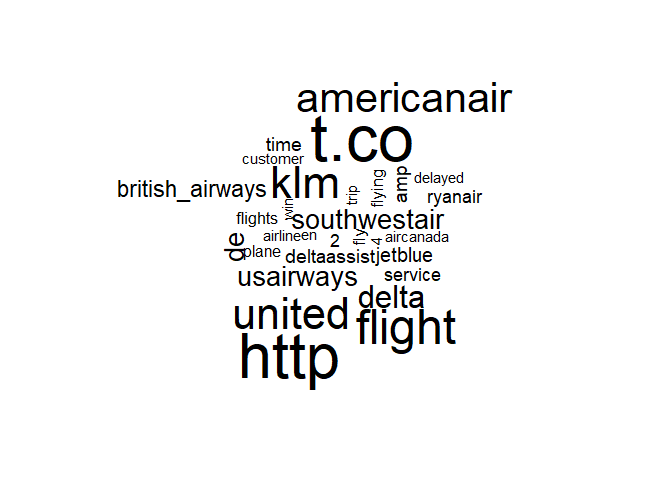 americanair
t.co
time
customer
klm
british_airways
trip
flying
amp
delayed
ryanair
win
flights
southwestair
de
airline
en
2
fly
4
aircanada
plane
deltaassist
jetblue
usairways
service
delta
united
flight
http